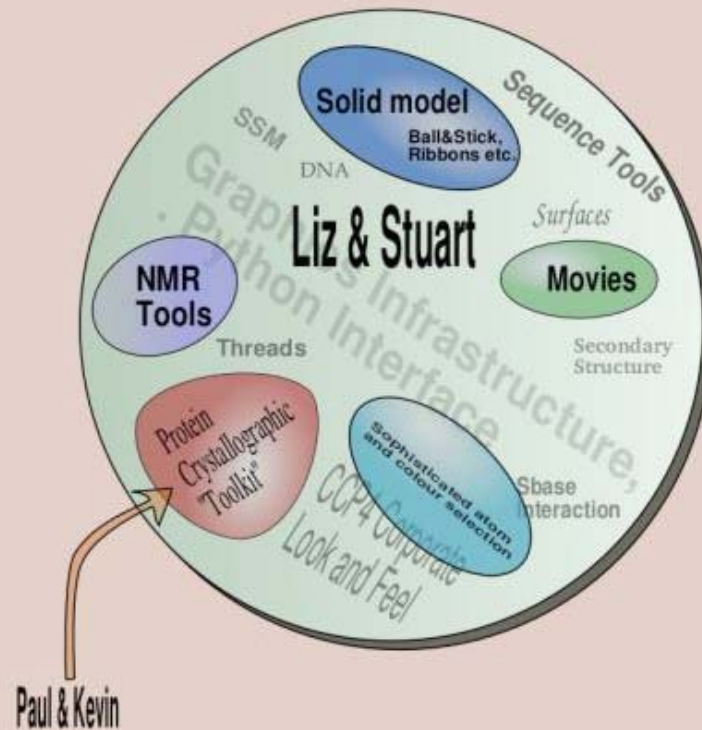 Solid model
Ball&Stick,
Ribbons etc.
Sequence Tools
SSM
DNA
Graphics Infrastructure,
· Python Interface
Liz & Stuart
Surfaces
Movies
NMR
Tools
Threads
Secondary
Structure
Protein
Crystallographic
"Toolkit"
Sophisticated atom
and colour selection
Sbase
Interaction
CCP4 Corporate
Look and Feel
Paul & Kevin